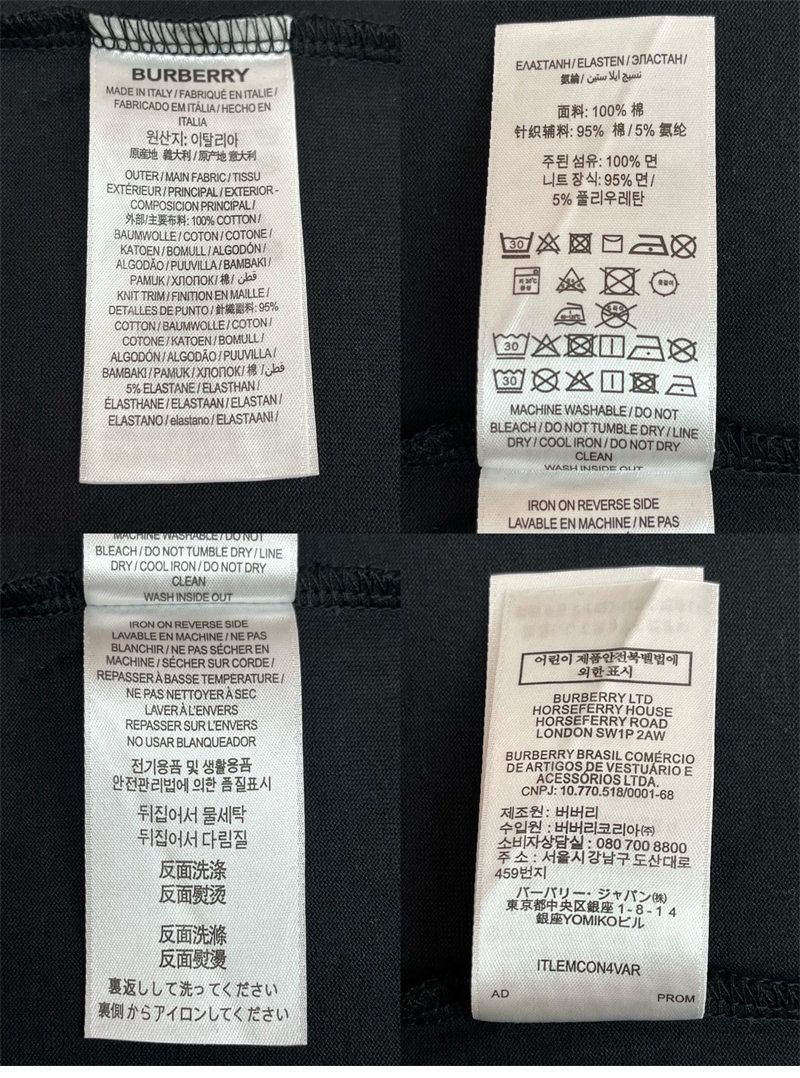 BURBERRY
MADE IN ITALY / FABRIQUÉ EN ITALIE /
FABRICADO EM ITÁLIA / HECHO EN
ITALIA
원산지: 이탈리아
原産地 義大利 / 原产地 意大利
OUTER / MAIN FABRIC / TISSU
EXTÉRIEUR / PRINCIPAL / EXTERIOR -
COMPOSICIÓN PRINCIPAL /
外部/主要布料: 100% COTTON /
BAUMWOLLE / COTON / COTONE /
KATOEN / BOMULL / ALGODÓN /
ALGODÃO / PUUVILLA / BAMBAKI /
PAMUK / ХЛОПОК / 棉 / قطن
KNIT TRIM / FINITION EN MAILLE /
DETALLES DE PUNTO / 針織副料: 95%
COTTON / BAUMWOLLE / COTON /
COTONE / KATOEN / BOMULL /
ALGODÓN / ALGODÃO / PUUVILLA /
BAMBAKI / PAMUK / ХЛОПОК / 棉 / قطن /
5% ELASTANE / ELASTHAN /
ÉLASTHANE / ELASTAAN / ELASTAN /
ELASTANO / elastano / ELASTAANI /
ΕΛΑΣΤΑΝΗ / ELASTEN / ЭЛАСТАН /
氨綸 / نسيج ايلا ستين /
面料: 100% 棉
针织辅料: 95% 棉 / 5% 氨纶
주된 섬유: 100% 면
니트 장식: 95% 면 /
5% 폴리우레탄
30
30
30
MACHINE WASHABLE / DO NOT
BLEACH / DO NOT TUMBLE DRY / LINE
DRY / COOL IRON / DO NOT DRY
CLEAN
WASH INSIDE OUT
IRON ON REVERSE SIDE
LAVABLE EN MACHINE / NE PAS
MACHINE WASHABLE / DO NOT
BLEACH / DO NOT TUMBLE DRY / LINE
DRY / COOL IRON / DO NOT DRY
CLEAN
WASH INSIDE OUT
IRON ON REVERSE SIDE
LAVABLE EN MACHINE / NE PAS
BLANCHIR / NE PAS SÉCHER EN
MACHINE / SÉCHER SUR CORDE /
REPASSER À BASSE TEMPÉRATURE /
NE PAS NETTOYER À SEC
LAVER À L'ENVERS
REPASSER SUR L'ENVERS
NO USAR BLANQUEADOR
전기용품 및 생활용품
안전관리법에 의한 품질표시
뒤집어서 물세탁
뒤집어서 다림질
反面洗涤
反面熨烫
反面洗滌
反面熨燙
裏返しして洗ってください
裏側からアイロンしてください
어린이 제품안전특별법에
의한 표시
BURBERRY LTD
HORSEFERRY HOUSE
HORSEFERRY ROAD
LONDON SW1P 2AW
BURBERRY BRASIL COMÉRCIO
DE ARTIGOS DE VESTUÁRIO E
ACESSÓRIOS LTDA.
CNPJ: 10.770.518/0001-68
제조원 : 버버리
수입원 : 버버리코리아㈜
소비자상담실 : 080 700 8800
주 소 : 서울시 강남구 도산대로
459번지
バーバリー・ジャパン㈱
東京都中央区銀座 1 - 8 - 1 4
銀座YOMIKOビル
ITLEMCON4VAR
AD PROM